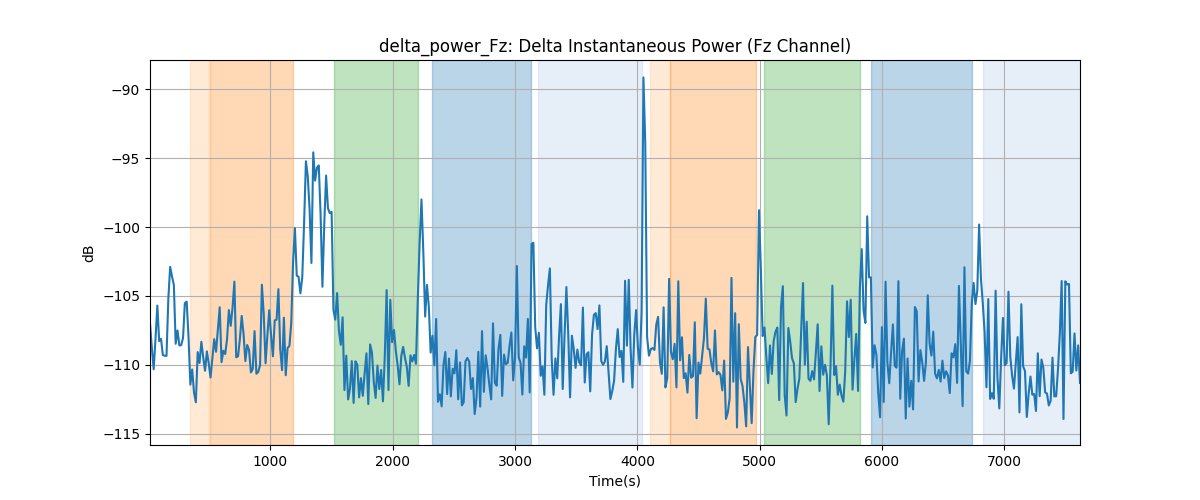 delta_power_Fz: Delta Instantaneous Power (Fz Channel)
dB
−90
−95
−100
−105
−110
−115
1000 2000 3000 4000 5000 6000 7000
Time(s)